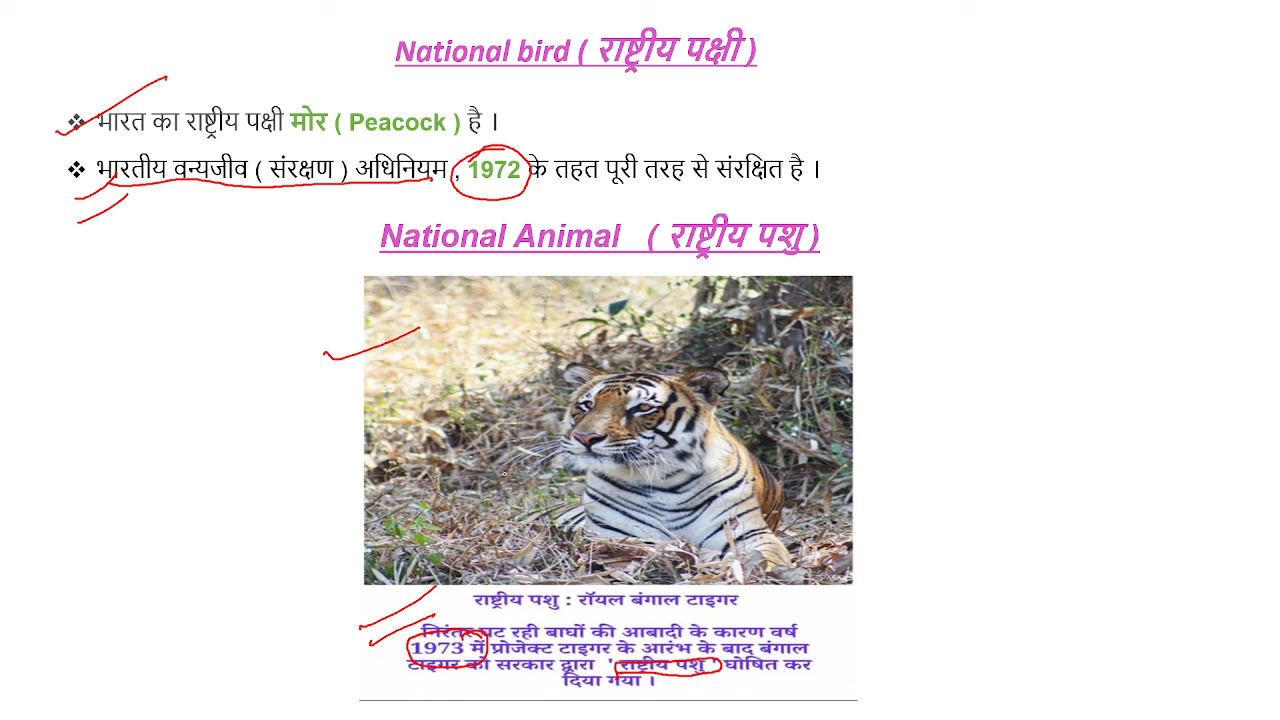 National bird ( राष्ट्रीय पक्षी )
❖ भारत का राष्ट्रीय पक्षी मोर ( Peacock ) है ।
❖ भारतीय वन्यजीव ( संरक्षण ) अधिनियम , 1972 के तहत पूरी तरह से संरक्षित है ।
National Animal ( राष्ट्रीय पशु )
राष्ट्रीय पशु : रॉयल बंगाल टाइगर
निरंतर घट रही बाघों की आबादी के कारण वर्ष
1973 में प्रोजेक्ट टाइगर के आरंभ के बाद बंगाल
टाइगर को सरकार द्वारा ' राष्ट्रीय पशु ' घोषित कर
दिया गया ।